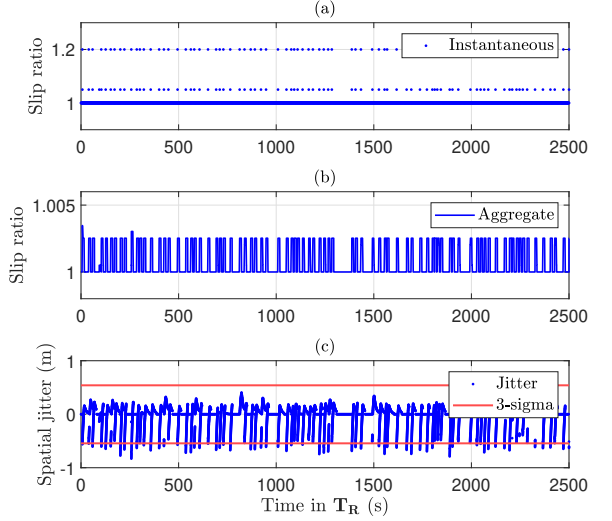 (a)
Slip ratio
1.2
1
Instantaneous
0 500 1000 1500 2000 2500
(b)
Slip ratio
1.005
1
Aggregate
0 500 1000 1500 2000 2500
(c)
Spatial jitter (m)
1
0
-1
Jitter
3-sigma
0 500 1000 1500 2000 2500
Time in T_R (s)